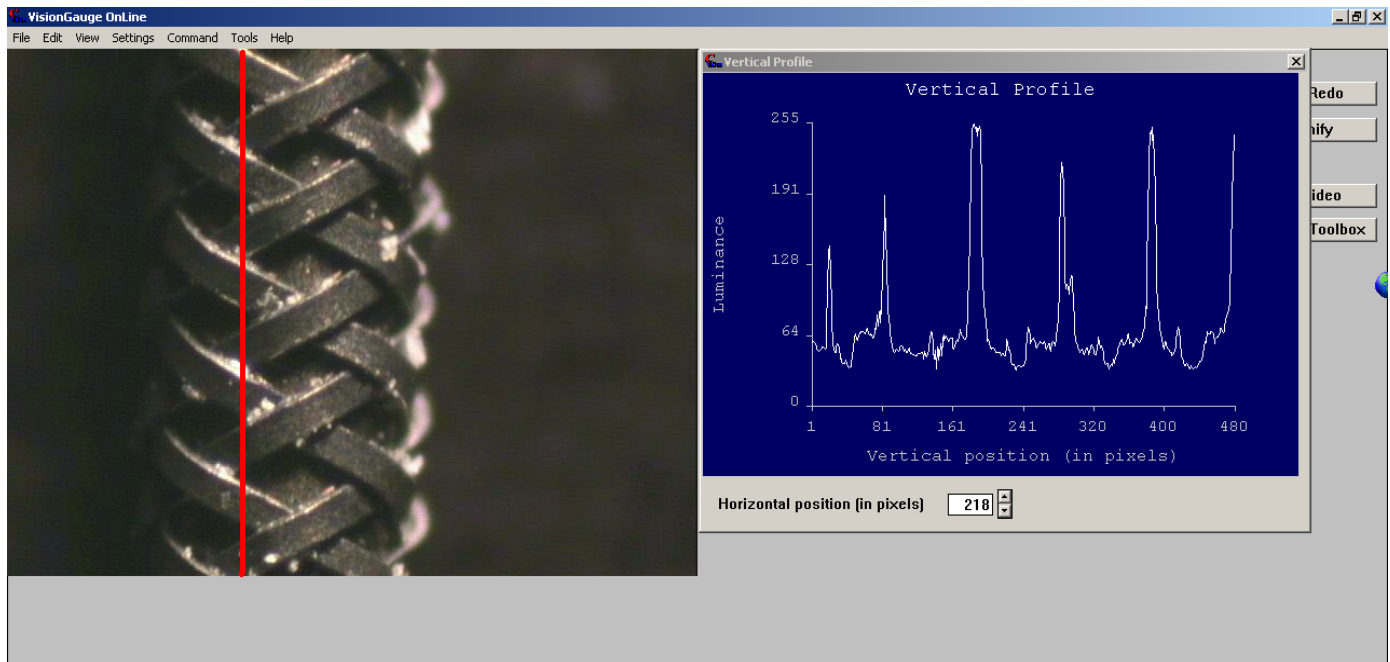 VisionGauge OnLine
File Edit View Settings Command Tools Help
Vertical Profile
Vertical Profile
Luminance
255
191
128
64
0
1 81 161 241 320 400 480
Vertical position (in pixels)
Horizontal position (in pixels) 218
Redo
nify
ideo
Toolbox